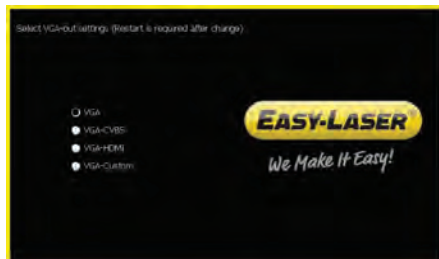 Select VGA-out settings (Restart is required after change)
VGA
VGA-CVBS
VGA-HDMI
VGA-Custom
EASY-LASER®
We Make It Easy!